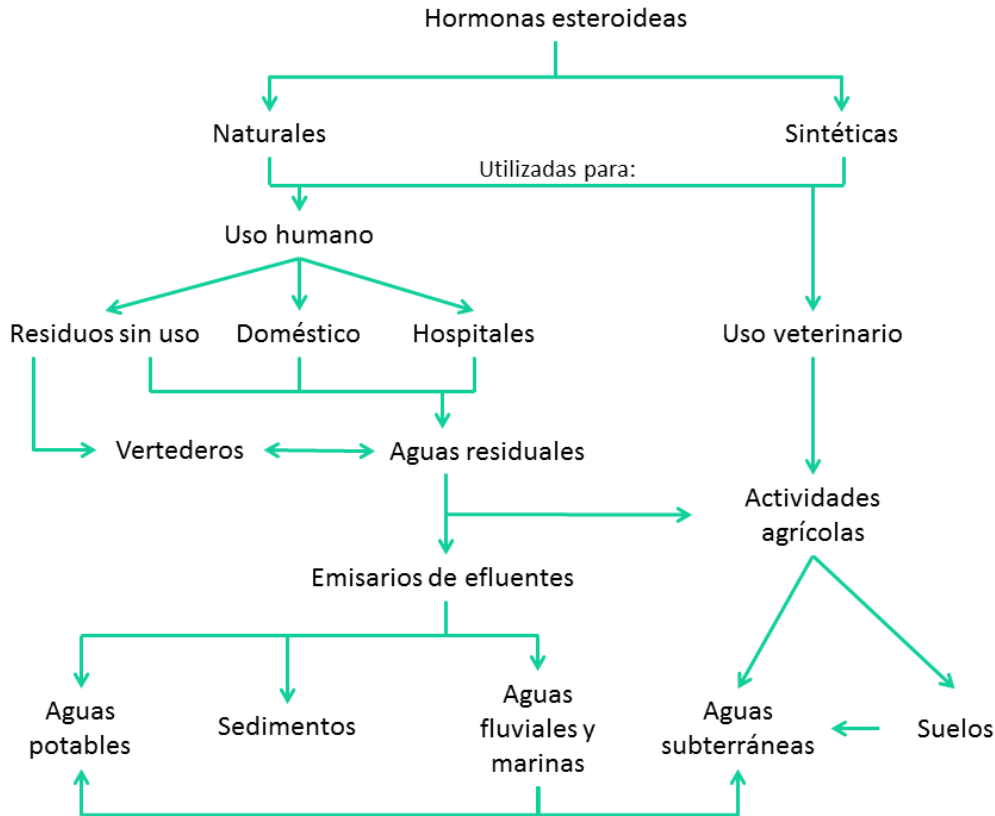 Hormonas esteroideas
Naturales
Sintéticas
Utilizadas para:
Uso humano
Residuos sin uso
Doméstico
Hospitales
Uso veterinario
Vertederos
Aguas residuales
Actividades
agrícolas
Emisarios de efluentes
Aguas
potables
Sedimentos
Aguas
fluviales y
marinas
Aguas
subterráneas
Suelos